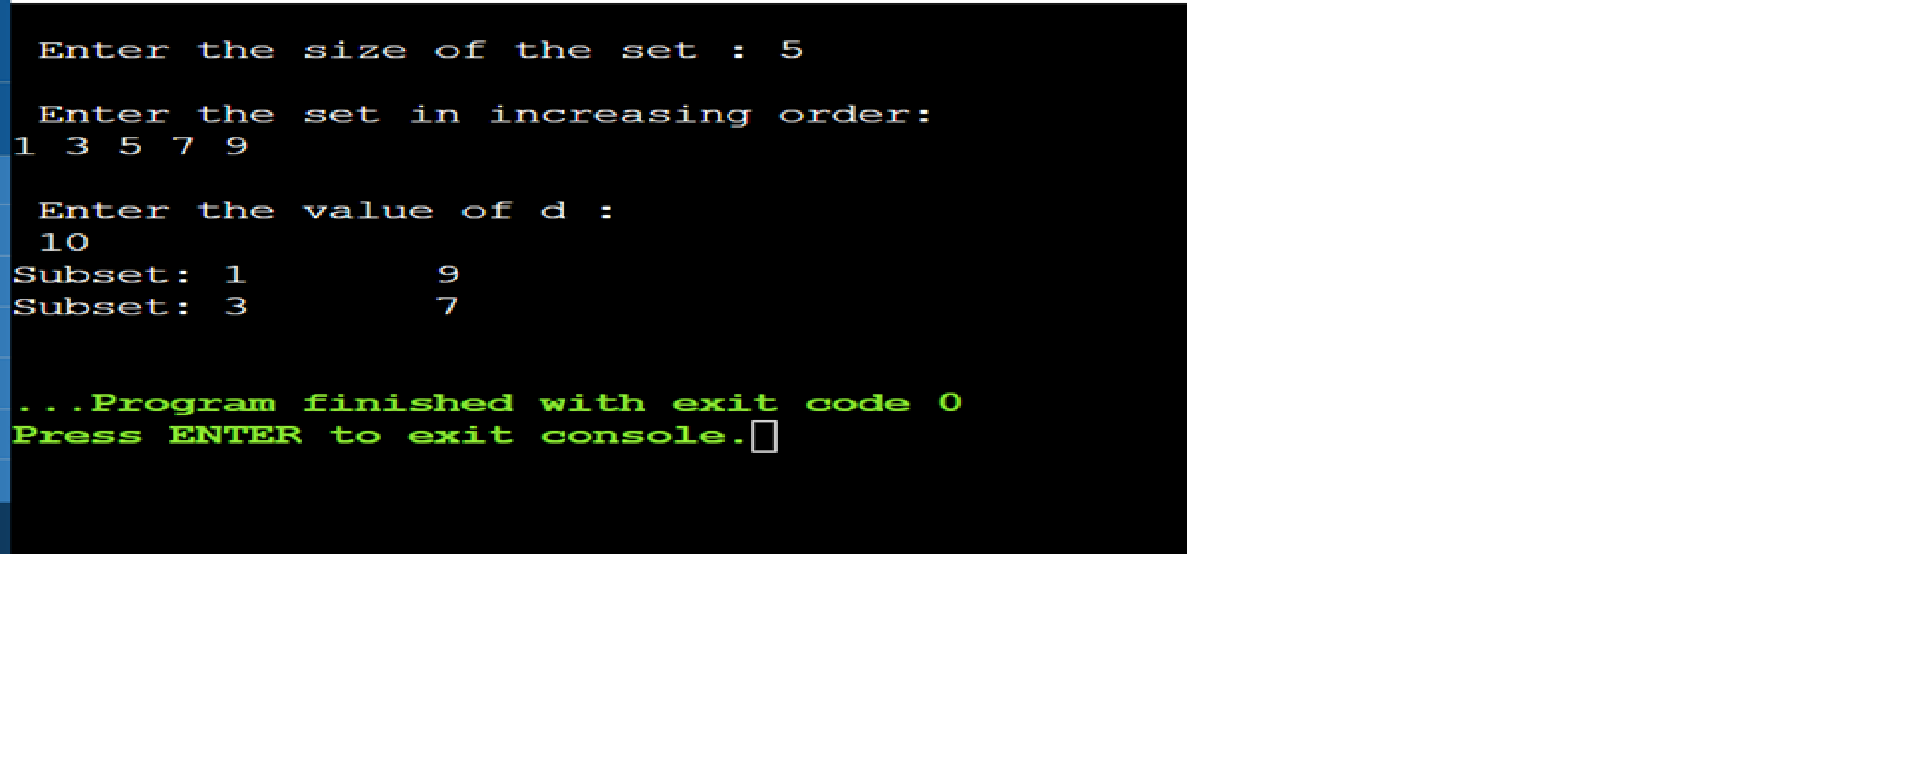 Enter the size of the set : 5
Enter the set in increasing order:
1 3 5 7 9
Enter the value of d :
10
Subset: 1 9
Subset: 3 7
...Program finished with exit code 0
Press ENTER to exit console.